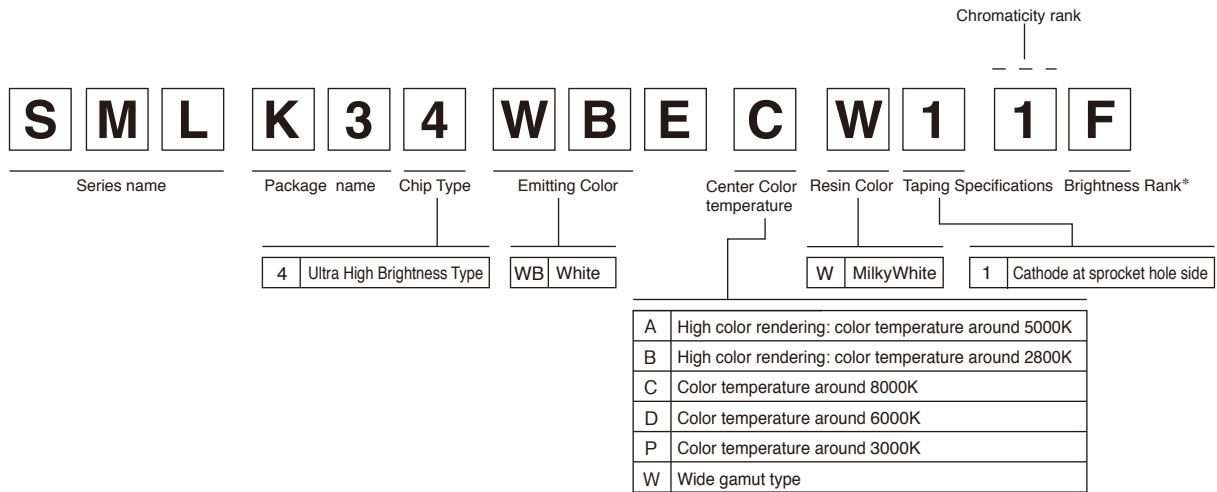 Chromaticity rank
S M L K 3 4 W B E C W 1 1 F
Series name Package name Chip Type Emitting Color Center Color temperature Resin Color Taping Specifications Brightness Rank*
4 Ultra High Brightness Type WB White W MilkyWhite 1 Cathode at sprocket hole side
A High color rendering: color temperature around 5000K
B High color rendering: color temperature around 2800K
C Color temperature around 8000K
D Color temperature around 6000K
P Color temperature around 3000K
W Wide gamut type